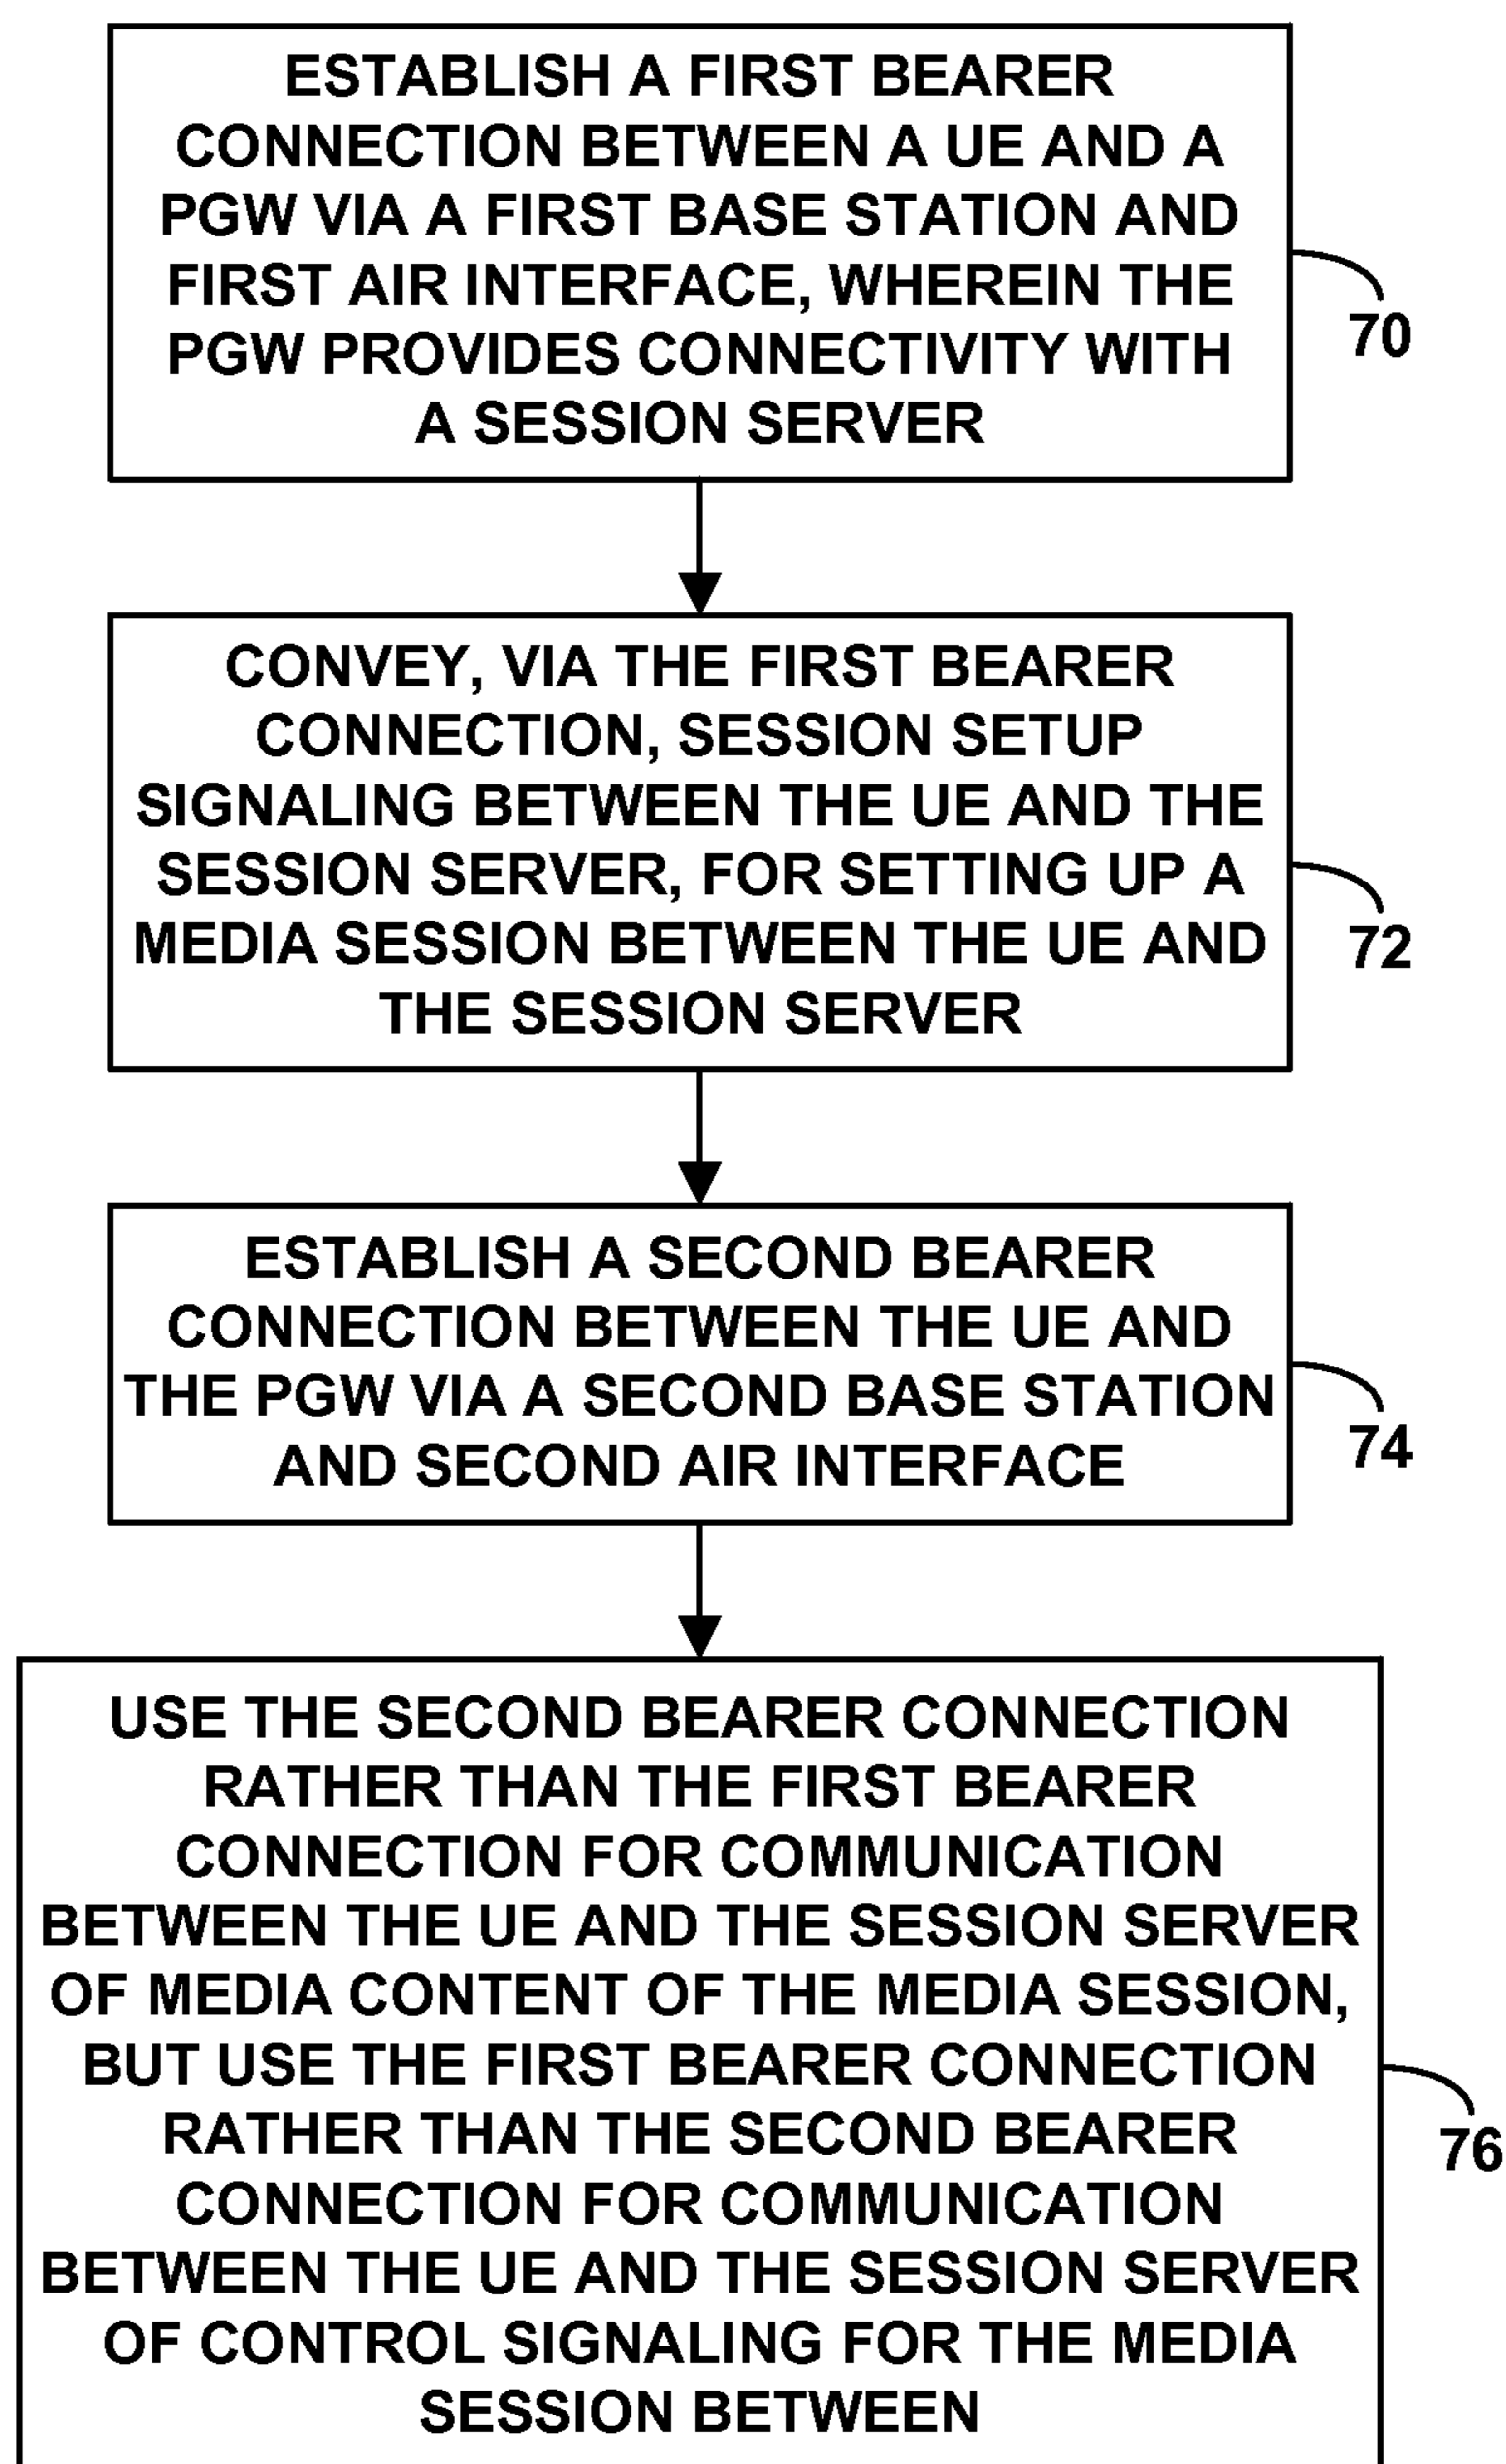 ESTABLISH A FIRST BEARER
CONNECTION BETWEEN A UE AND A
PGW VIA A FIRST BASE STATION AND
FIRST AIR INTERFACE, WHEREIN THE
PGW PROVIDES CONNECTIVITY WITH
A SESSION SERVER
70
CONVEY, VIA THE FIRST BEARER
CONNECTION, SESSION SETUP
SIGNALING BETWEEN THE UE AND THE
SESSION SERVER, FOR SETTING UP A
MEDIA SESSION BETWEEN THE UE AND
THE SESSION SERVER
72
ESTABLISH A SECOND BEARER
CONNECTION BETWEEN THE UE AND
THE PGW VIA A SECOND BASE STATION
AND SECOND AIR INTERFACE
74
USE THE SECOND BEARER CONNECTION
RATHER THAN THE FIRST BEARER
CONNECTION FOR COMMUNICATION
BETWEEN THE UE AND THE SESSION SERVER
OF MEDIA CONTENT OF THE MEDIA SESSION,
BUT USE THE FIRST BEARER CONNECTION
RATHER THAN THE SECOND BEARER
CONNECTION FOR COMMUNICATION
BETWEEN THE UE AND THE SESSION SERVER
OF CONTROL SIGNALING FOR THE MEDIA
SESSION BETWEEN
76